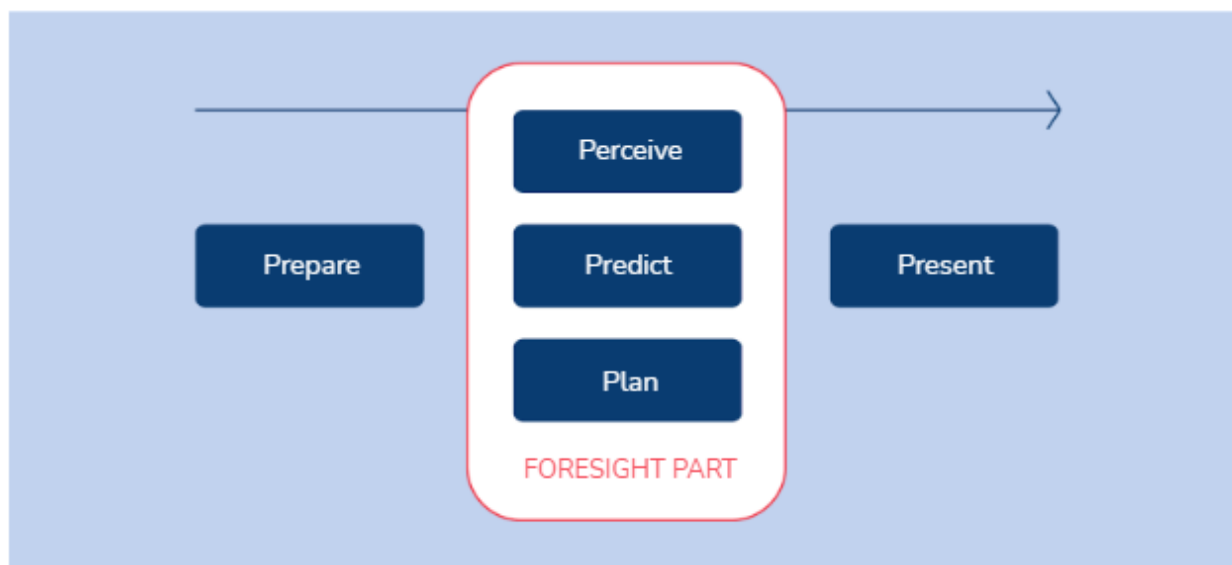 Prepare
Perceive
Predict
Plan
FORESIGHT PART
Present